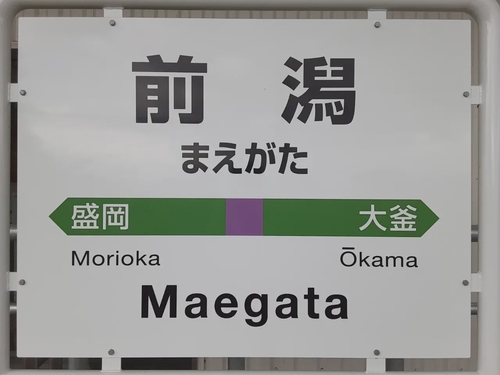 前潟
まえがた
盛岡 大釜
Morioka Ōkama
Maegata